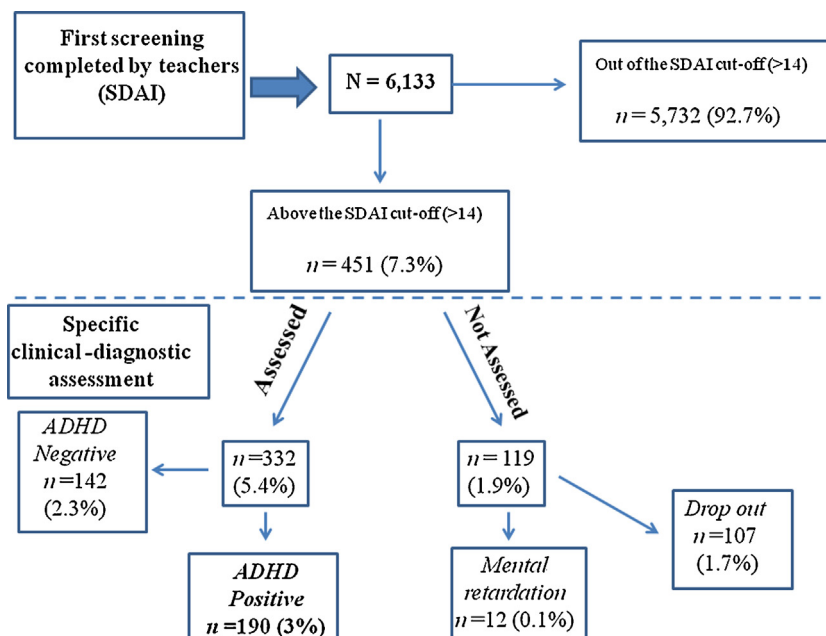 First screening
completed by teachers
(SDAI)
N = 6,133
Out of the SDAI cut-off (>14)
n = 5,732 (92.7%)
Above the SDAI cut-off (>14)
n = 451 (7.3%)
Specific
clinical-diagnostic
assessment
Assessed
Not Assessed
ADHD
Negative
n=142
(2.3%)
n=332
(5.4%)
n=119
(1.9%)
Drop out
n=107
(1.7%)
ADHD
Positive
n=190 (3%)
Mental
retardation
n=12 (0.1%)